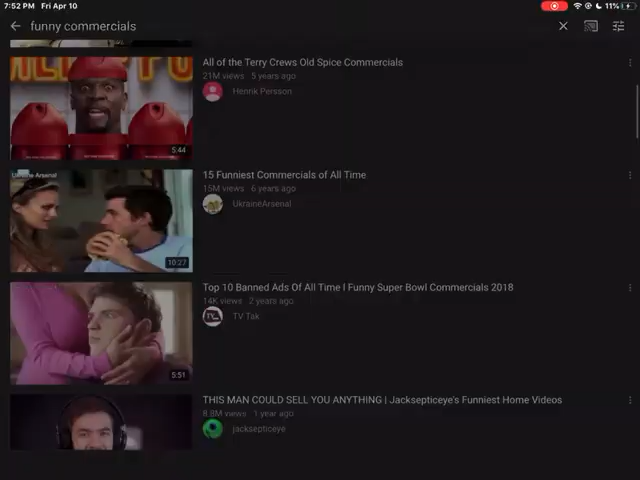 7:52 PM Fri Apr 10
11%
funny commercials
All of the Terry Crews Old Spice Commercials
21M views · 5 years ago
Henrik Persson
5:44
15 Funniest Commercials of All Time
15M views · 6 years ago
UkraineArsenal
Ukraine Arsenal
10:27
Top 10 Banned Ads Of All Time l Funny Super Bowl Commercials 2018
14K views · 2 years ago
TV Tak
5:51
THIS MAN COULD SELL YOU ANYTHING | Jacksepticeye's Funniest Home Videos
8.8M views · 1 year ago
jacksepticeye